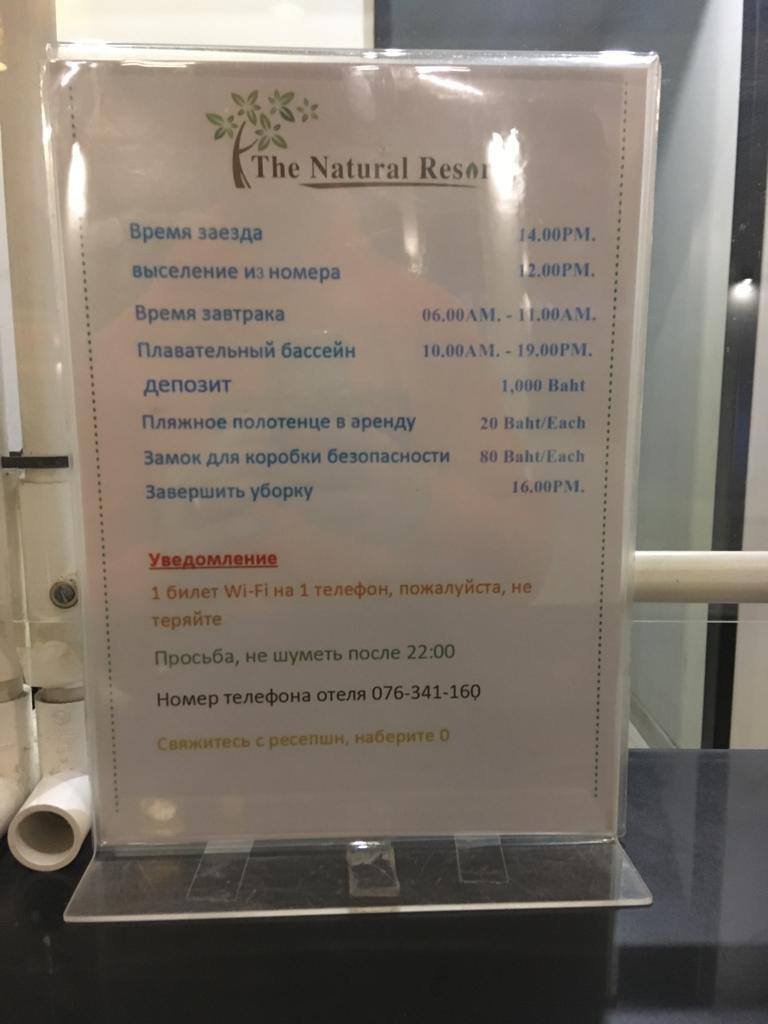 The Natural Resort
Время заезда 14.00PM.
выселение из номера 12.00PM.
Время завтрака 06.00AM. - 11.00AM.
Плавательный бассейн 10.00AM. - 19.00PM.
депозит 1,000 Baht
Пляжное полотенце в аренду 20 Baht/Each
Замок для коробки безопасности 80 Baht/Each
Завершить уборку 16.00PM.
Уведомление
1 билет Wi-Fi на 1 телефон, пожалуйста, не
теряйте
Просьба, не шуметь после 22:00
Номер телефона отеля 076-341-160
Свяжитесь с ресепшн, наберите 0